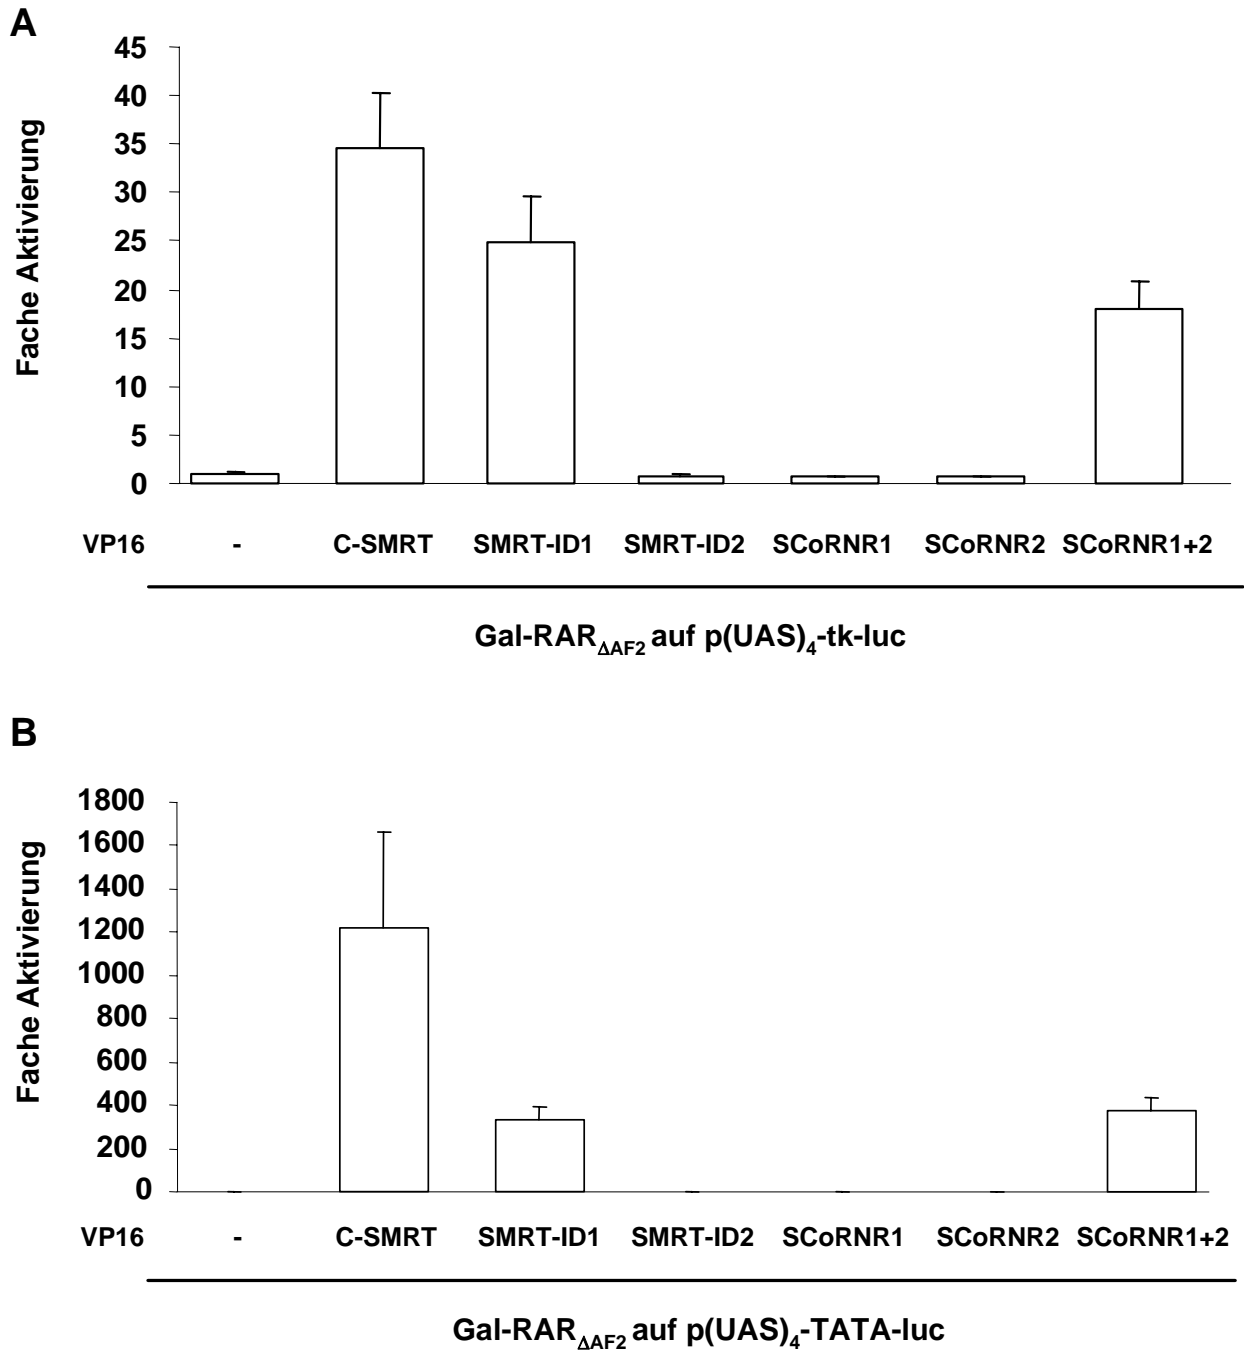 A
Fache Aktivierung
45
40
35
30
25
20
15
10
5
0
VP16 - C-SMRT SMRT-ID1 SMRT-ID2 SCoRNR1 SCoRNR2 SCoRNR1+2
Gal-RARΔAF2 auf p(UAS)4-tk-luc
B
Fache Aktivierung
1800
1600
1400
1200
1000
800
600
400
200
0
VP16 - C-SMRT SMRT-ID1 SMRT-ID2 SCoRNR1 SCoRNR2 SCoRNR1+2
Gal-RARΔAF2 auf p(UAS)4-TATA-luc